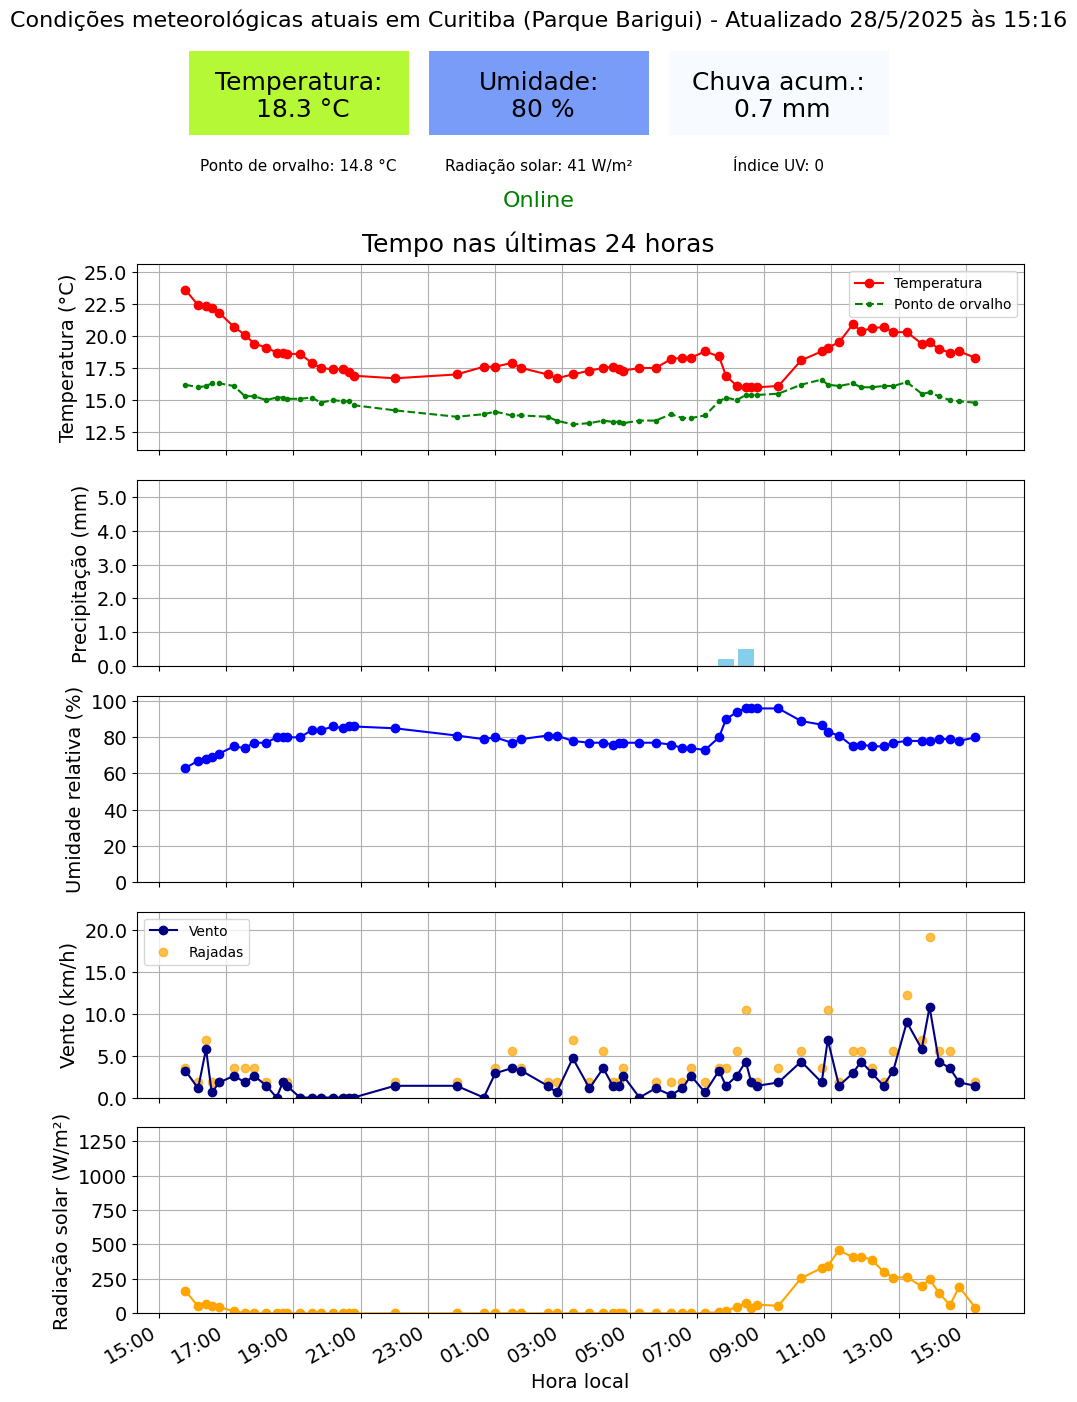 Condições meteorológicas atuais em Curitiba (Parque Barigui) - Atualizado 28/5/2025 às 15:16
Temperatura:
18.3 °C
Umidade:
80 %
Chuva acum.:
0.7 mm
Ponto de orvalho: 14.8 °C
Radiação solar: 41 W/m²
Índice UV: 0
Online
Tempo nas últimas 24 horas
Temperatura (°C)
25.0
22.5
20.0
17.5
15.0
12.5
Temperatura
Ponto de orvalho
Precipitação (mm)
5.0
4.0
3.0
2.0
1.0
0.0
Umidade relativa (%)
100
80
60
40
20
0
Vento (km/h)
20.0
15.0
10.0
5.0
0.0
Vento
Rajadas
Radiação solar (W/m²)
1250
1000
750
500
250
0
15:00
17:00
19:00
21:00
23:00
01:00
03:00
05:00
07:00
09:00
11:00
13:00
15:00
Hora local